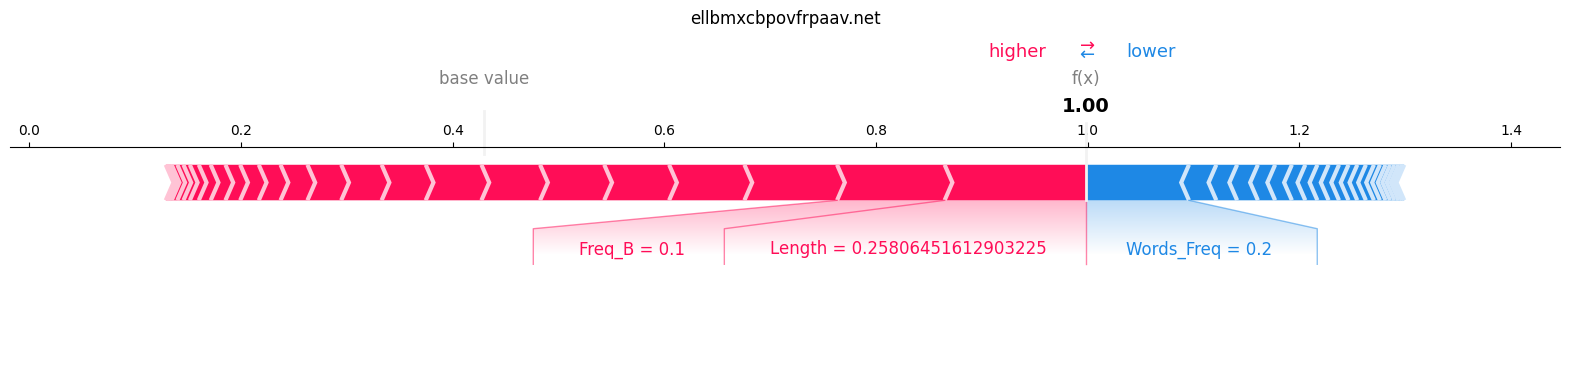 ellbmxcbpovfrpaav.net
higher ⇄ lower
base value f(x)
1.00
0.0 0.2 0.4 0.6 0.8 1.0 1.2 1.4
Freq_B = 0.1 Length = 0.25806451612903225 Words_Freq = 0.2